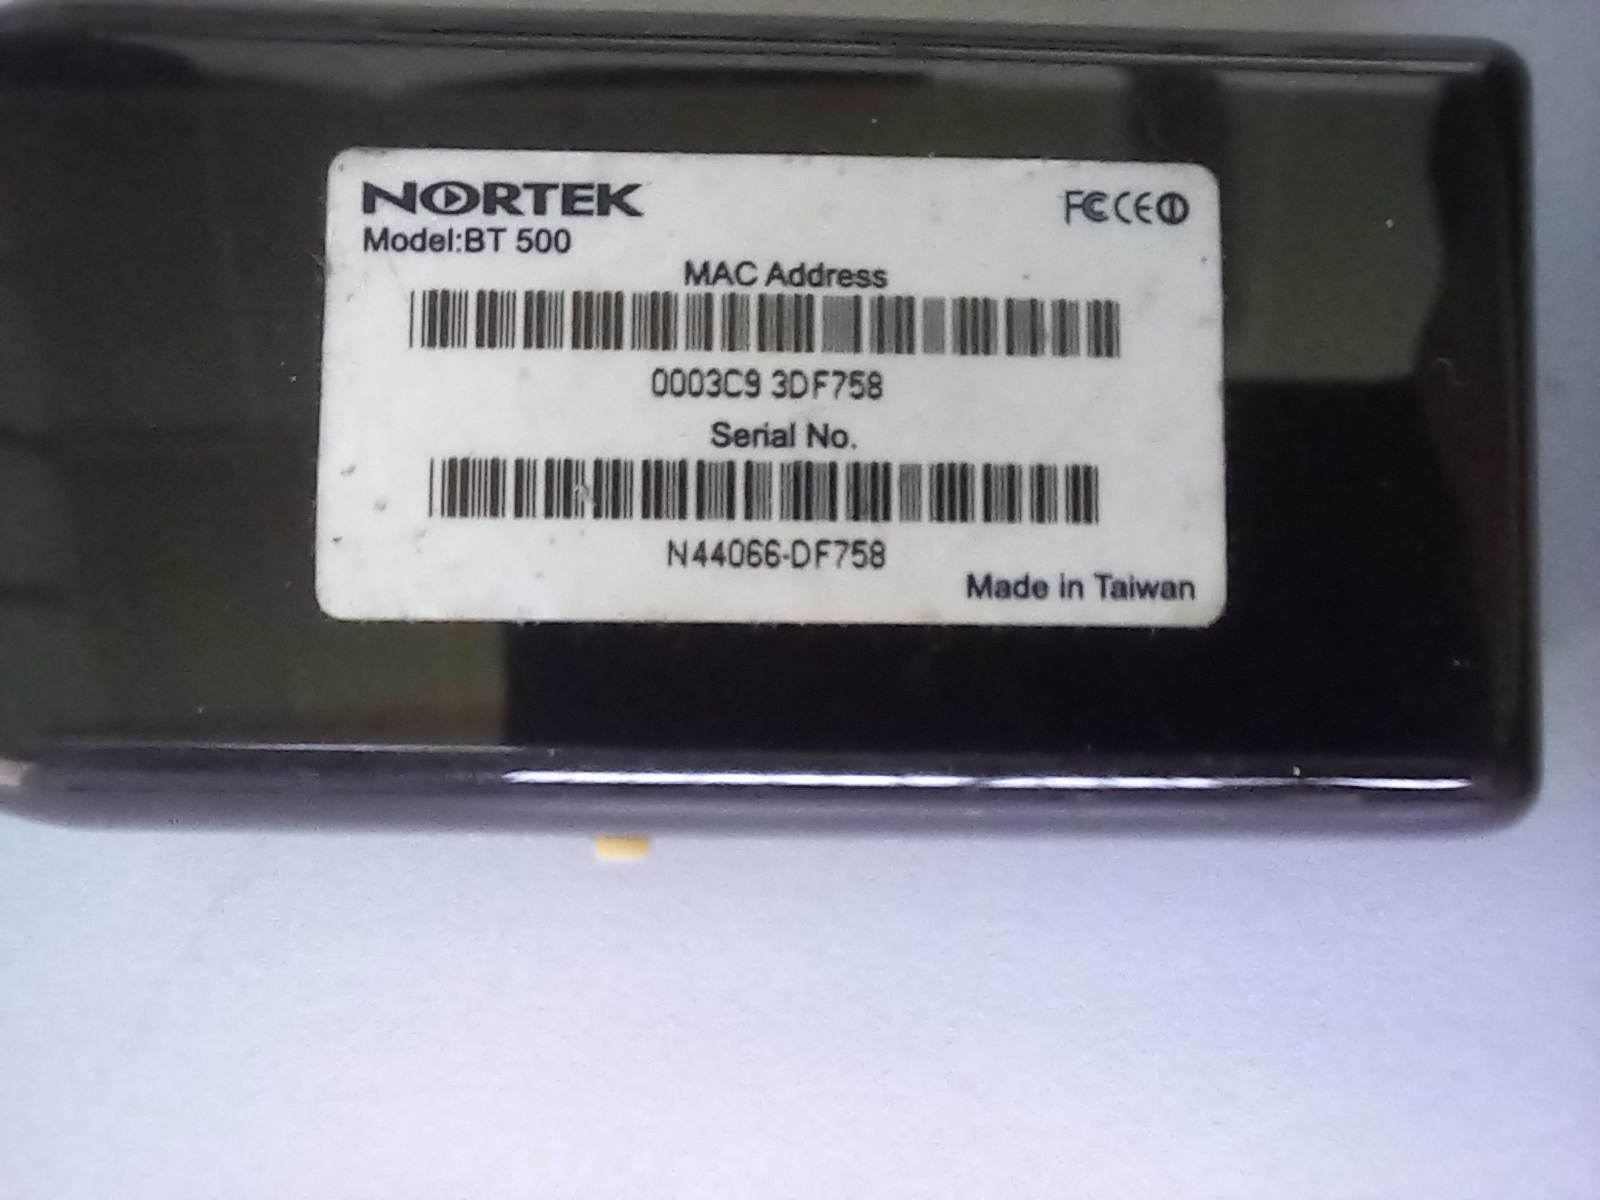 NORTEK
FC CE
Model:BT 500
MAC Address
0003C9 3DF758
Serial No.
N44066-DF758
Made in Taiwan